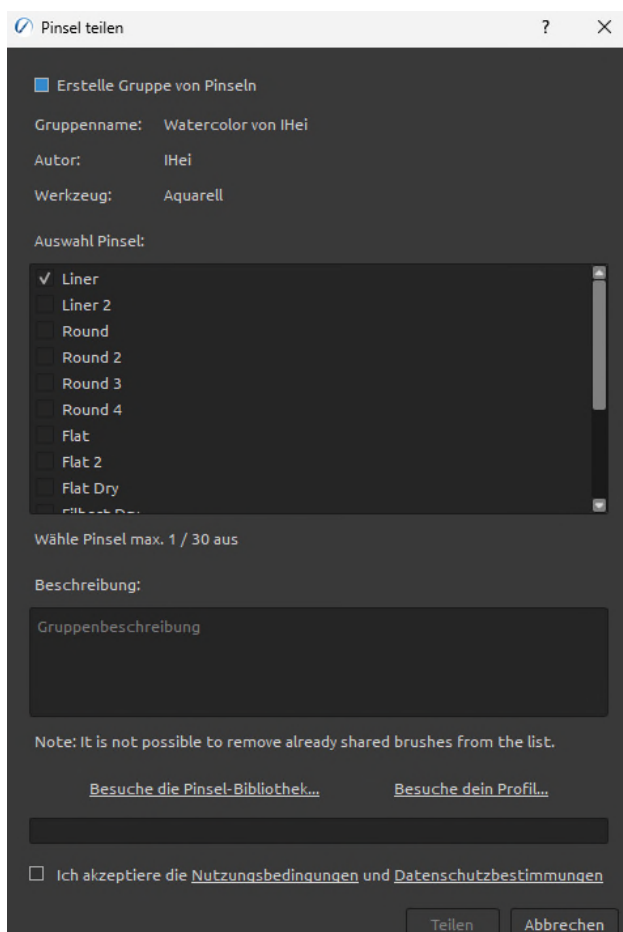 Pinsel teilen
Erstelle Gruppe von Pinseln
Gruppenname: Watercolor von IHei
Autor: IHei
Werkzeug: Aquarell
Auswahl Pinsel:
Liner
Liner 2
Round
Round 2
Round 3
Round 4
Flat
Flat 2
Flat Dry
Wähle Pinsel max. 1 / 30 aus
Beschreibung:
Gruppenbeschreibung
Note: It is not possible to remove already shared brushes from the list.
Besuche die Pinsel-Bibliothek... Besuche dein Profil...
Ich akzeptiere die Nutzungsbedingungen und Datenschutzbestimmungen
Teilen Abbrechen